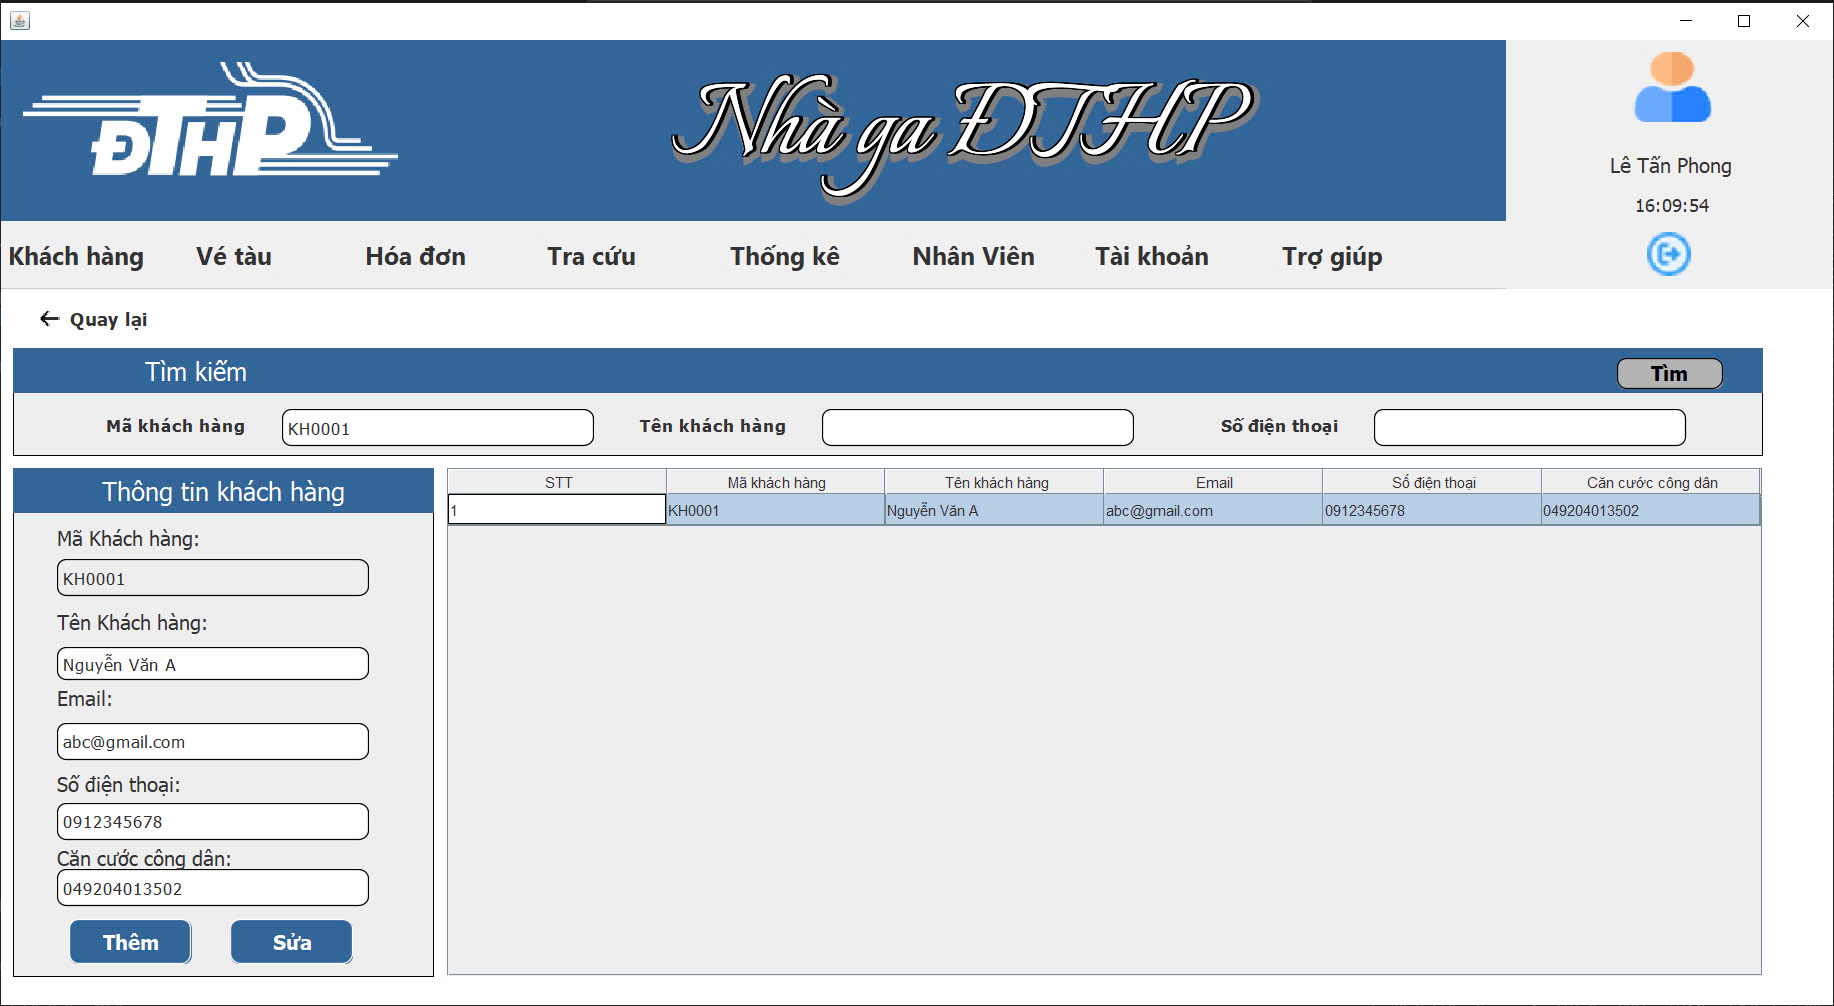 ĐTHP
Nhà ga ĐTHP
Lê Tấn Phong
16:09:54
Khách hàng Vé tàu Hóa đơn Tra cứu Thống kê Nhân Viên Tài khoản Trợ giúp
Quay lại
Tìm kiếm Tìm
Mã khách hàng KH0001 Tên khách hàng Số điện thoại
Thông tin khách hàng
Mã Khách hàng:
KH0001
Tên Khách hàng:
Nguyễn Văn A
Email:
abc@gmail.com
Số điện thoại:
0912345678
Căn cước công dân:
049204013502
Thêm Sửa
STT Mã khách hàng Tên khách hàng Email Số điện thoại Căn cước công dân
1 KH0001 Nguyễn Văn A abc@gmail.com 0912345678 049204013502